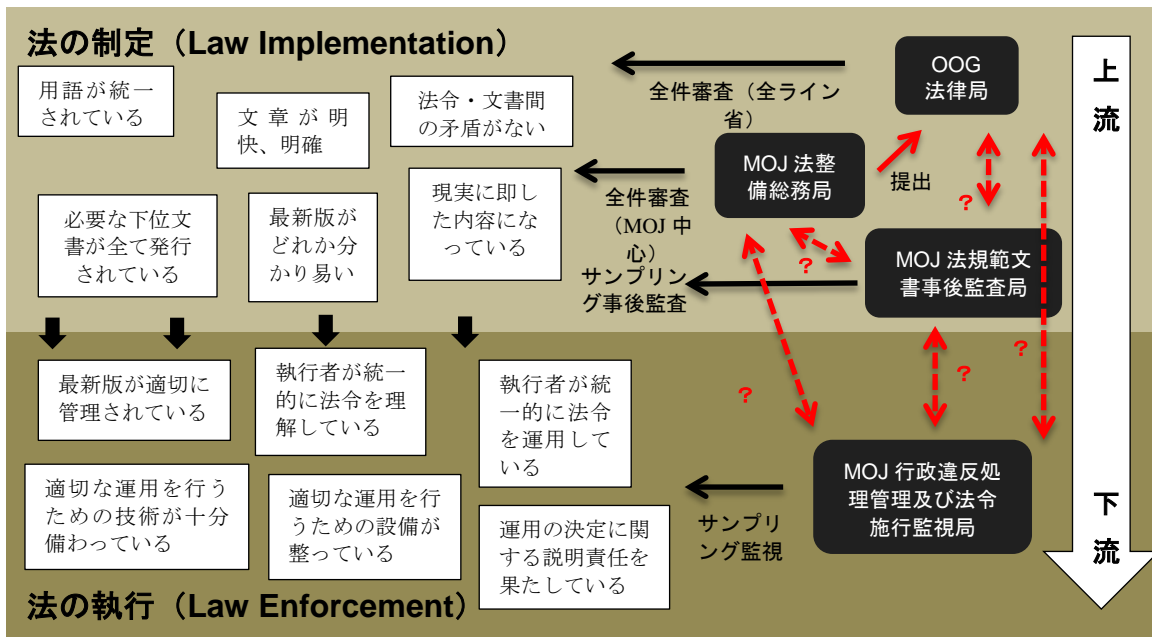 法の制定（Law Implementation）
用語が統一
されている
文章が明
快、明確
法令・文書間
の矛盾がない
全件審査（全ライン
省）
OOG
法律局
上
流
必要な下位文
書が全て発行
されている
最新版が
どれか分
かり易い
現実に即し
た内容にな
っている
全件審査
（MOJ 中
心）
サンプリン
グ事後監査
MOJ 法整
備総務局
提出
？
？
MOJ 法規範文
書事後監査局
最新版が適切に
管理されている
執行者が統一
的に法令を理
解している
執行者が統
一的に法令
を運用して
いる
？
？
？
適切な運用を行う
ための技術が十分
備わっている
適切な運用を行
うための設備が
整っている
運用の決定に関
する説明責任を
果たしている
サンプリ
ング監視
MOJ 行政違反処
理管理及び法令
施行監視局
下
流
法の執行（Law Enforcement）